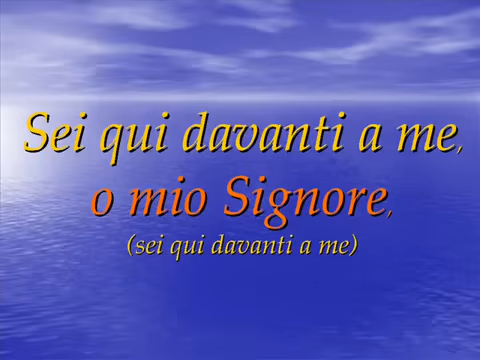 Sei qui davanti a me,
o mio Signore,
(sei qui davanti a me)